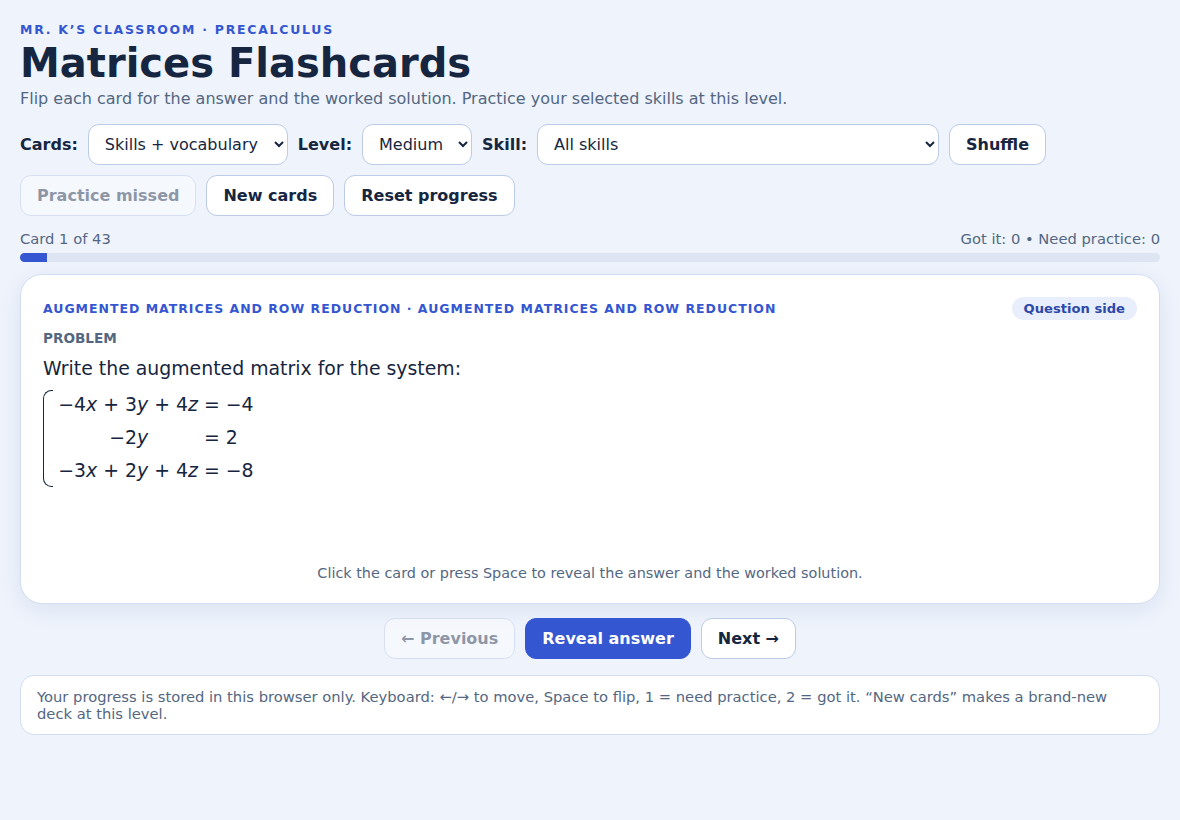 MR. K’S CLASSROOM · PRECALCULUS
Matrices Flashcards
Flip each card for the answer and the worked solution. Practice your selected skills at this level.
Cards: Skills + vocabulary Level: Medium Skill: All skills Shuffle
Practice missed New cards Reset progress
Card 1 of 43 Got it: 0 • Need practice: 0
AUGMENTED MATRICES AND ROW REDUCTION · AUGMENTED MATRICES AND ROW REDUCTION Question side
PROBLEM
Write the augmented matrix for the system:
−4x + 3y + 4z = −4
−2y = 2
−3x + 2y + 4z = −8
Click the card or press Space to reveal the answer and the worked solution.
← Previous Reveal answer Next →
Your progress is stored in this browser only. Keyboard: ←/→ to move, Space to flip, 1 = need practice, 2 = got it. “New cards” makes a brand-new
deck at this level.